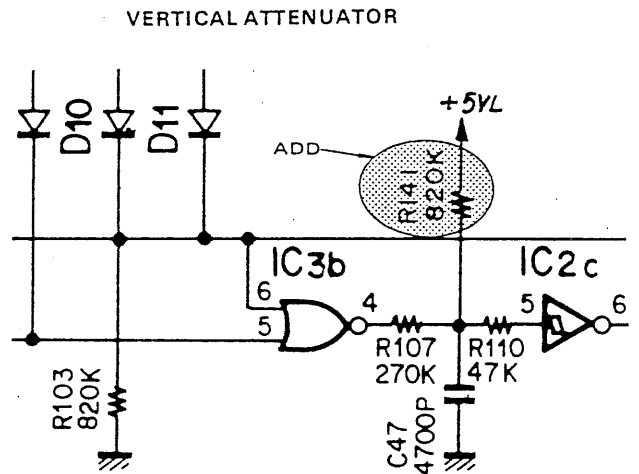 VERTICAL ATTENUATOR
D10
D11
+5VL
ADD
R141
820K
IC3b
IC2c
6
4
5
6
5
R107
270K
R110
47K
R103
820K
C47
4700P